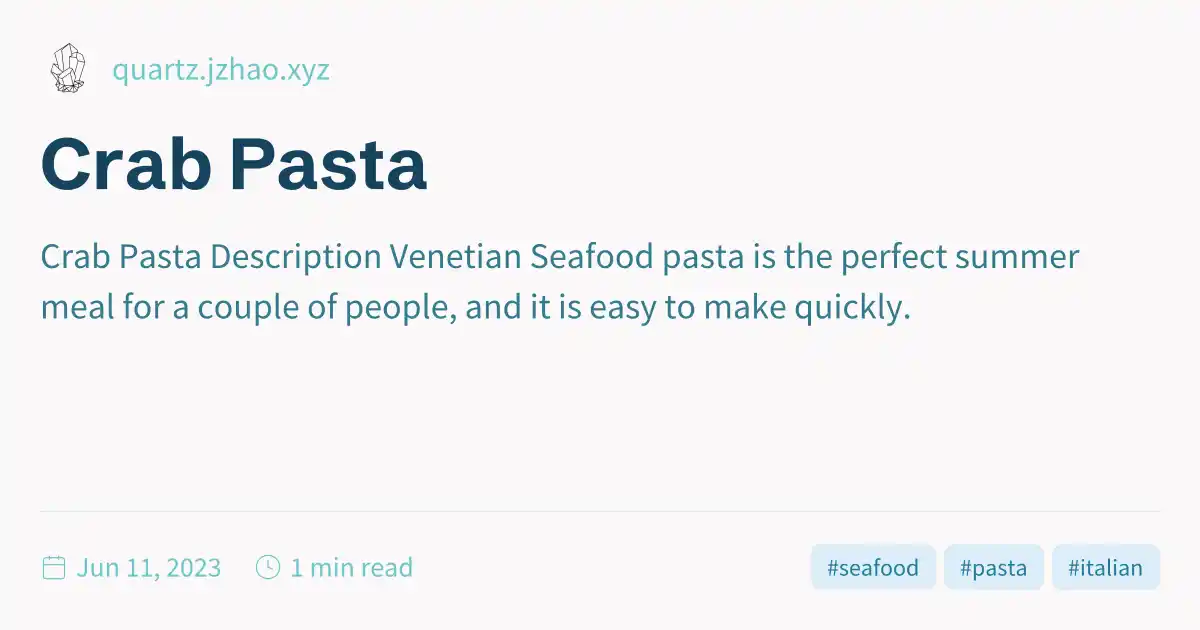 quartz.jzhao.xyz
Crab Pasta
Crab Pasta Description Venetian Seafood pasta is the perfect summer
meal for a couple of people, and it is easy to make quickly.
Jun 11, 2023 1 min read #seafood #pasta #italian